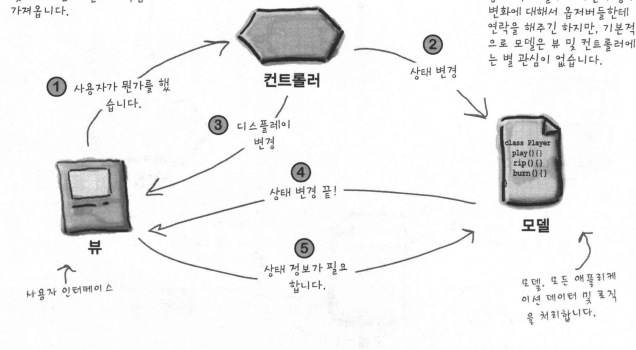 가져옵니다.
변화에 대해서 옵저버들한테
연락을 해주긴 하지만, 기본적
으로 모델은 뷰 및 컨트롤러에
는 별 관심이 없습니다.
1 사용자가 뭔가를 했
습니다.
컨트롤러
2
상태 변경
3 디스플레이
변경
class Player
play(){}
rip(){}
burn(){}
}
4
상태 변경 끝!
모델
뷰
5
상태 정보가 필요
합니다.
사용자 인터페이스
모델. 모든 애플리케
이션 데이터 및 로직
을 처리합니다.